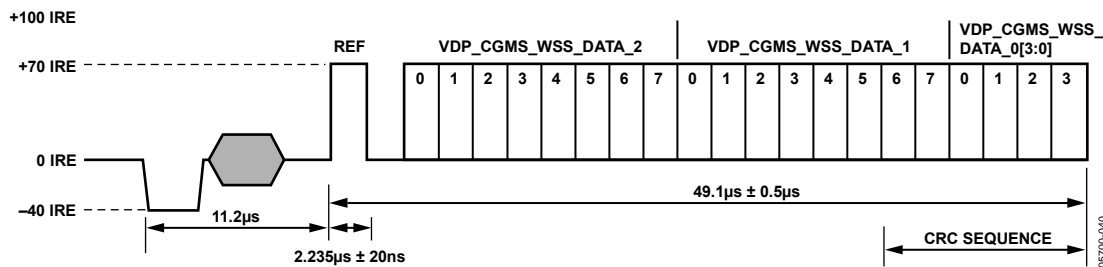 +100 IRE
REF
VDP_CGMS_WSS_DATA_2
VDP_CGMS_WSS_DATA_1
VDP_CGMS_WSS_
DATA_0[3:0]
+70 IRE
0 1 2 3 4 5 6 7 0 1 2 3 4 5 6 7 0 1 2 3
0 IRE
–40 IRE
49.1µs ± 0.5µs
11.2µs
2.235µs ± 20ns
CRC SEQUENCE
05700-040